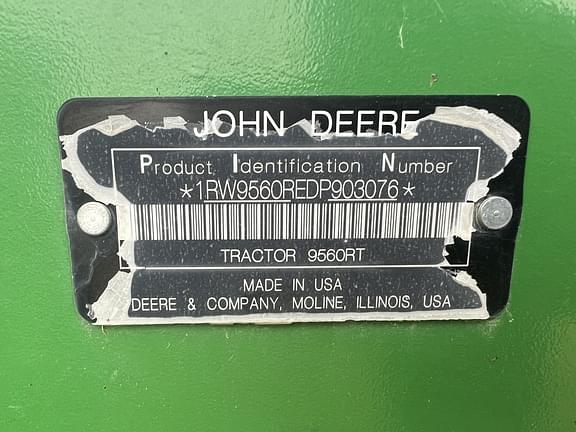 JOHN DEERE
Product Identification Number
*1RW9560REDP903076*
TRACTOR 9560RT
MADE IN USA
DEERE & COMPANY, MOLINE, ILLINOIS, USA